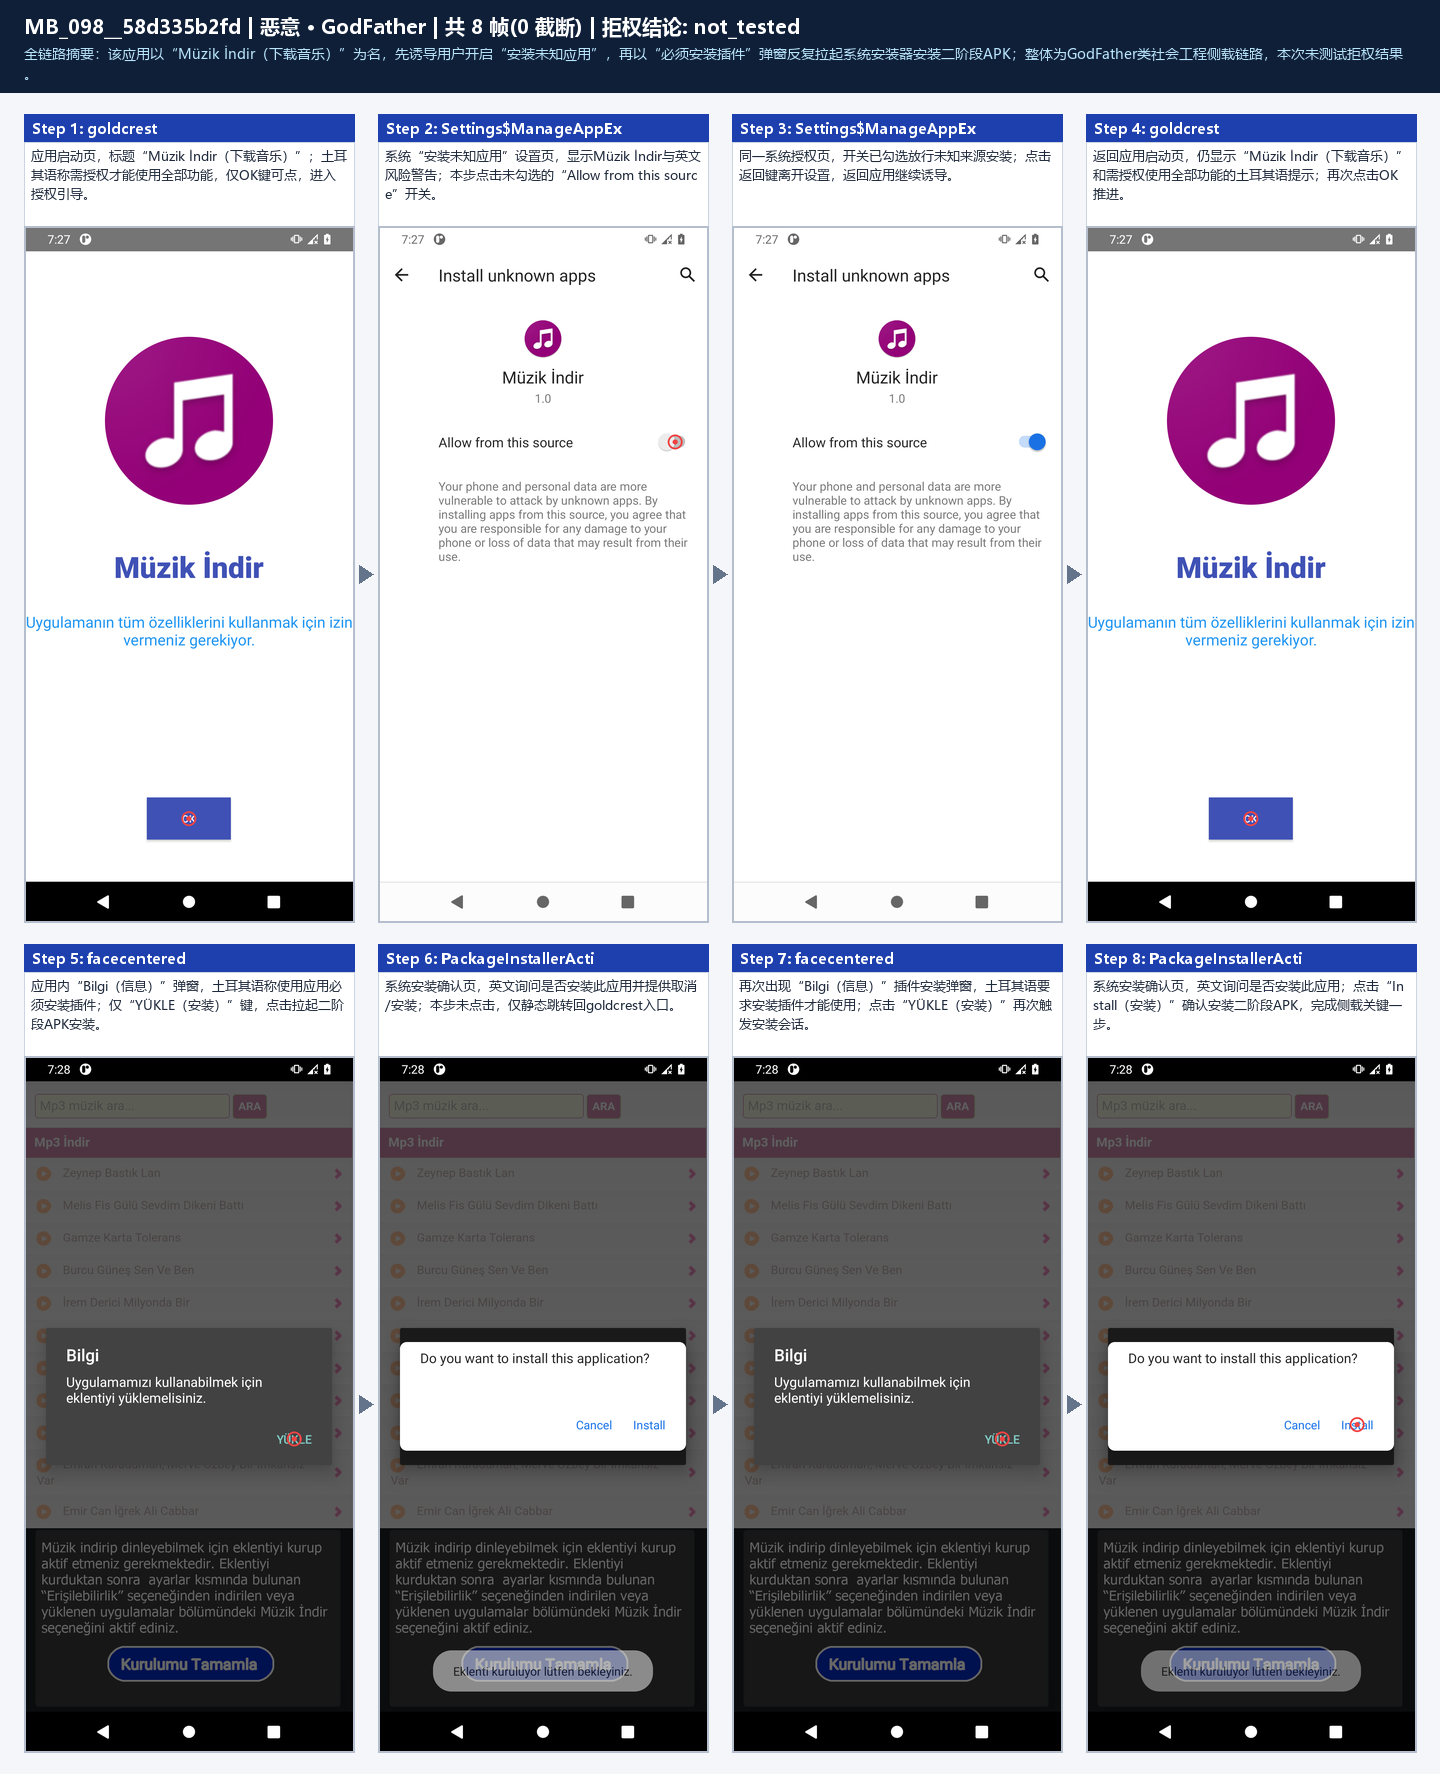 MB_098__58d335b2fd | 恶意 • GodFather | 共 8 帧(0 截断) | 拒权结论: not_tested
全链路摘要：该应用以“Müzik İndir（下载音乐）”为名，先诱导用户开启“安装未知应用”，再以“必须安装插件”弹窗反复拉起系统安装器安装二阶段APK；整体为GodFather类社会工程侧载链路，本次未测试拒权结果
。
Step 1: goldcrest
应用启动页，标题“Müzik İndir（下载音乐）”；土耳
其语称需授权才能使用全部功能，仅OK键可点，进入
授权引导。
7:27
Müzik İndir
Uygulamanın tüm özelliklerini kullanmak için izin
vermeniz gerekiyor.
OK
Step 2: Settings$ManageAppEx
系统“安装未知应用”设置页，显示Müzik İndir与英文
风险警告；本步点击未勾选的“Allow from this sourc
e”开关。
7:27
Install unknown apps
Müzik İndir
1.0
Allow from this source
Your phone and personal data are more
vulnerable to attack by unknown apps. By
installing apps from this source, you agree that
you are responsible for any damage to your
phone or loss of data that may result from their
use.
Step 3: Settings$ManageAppEx
同一系统授权页，开关已勾选放行未知来源安装；点击
返回键离开设置，返回应用继续诱导。
7:27
Install unknown apps
Müzik İndir
1.0
Allow from this source
Your phone and personal data are more
vulnerable to attack by unknown apps. By
installing apps from this source, you agree that
you are responsible for any damage to your
phone or loss of data that may result from their
use.
Step 4: goldcrest
返回应用启动页，仍显示“Müzik İndir（下载音乐）”
和需授权使用全部功能的土耳其语提示；再次点击OK
推进。
7:27
Müzik İndir
Uygulamanın tüm özelliklerini kullanmak için izin
vermeniz gerekiyor.
OK
Step 5: facecentered
应用内“Bilgi（信息）”弹窗，土耳其语称使用应用必
须安装插件；仅“YÜKLE（安装）”键，点击拉起二阶
段APK安装。
7:28
Mp3 müzik ara...
ARA
Mp3 İndir
Zeynep Bastık Lan
Melis Fis Gülü Sevdim Dikeni Battı
Gamze Karta Tolerans
Burcu Güneş Sen Ve Ben
İrem Derici Milyonda Bir
Bilgi
Uygulamamızı kullanabilmek için
eklentiyi yüklemelisiniz.
YÜKLE
Var
Emir Can İğrek Ali Cabbar
Müzik indirip dinleyebilmek için eklentiyi kurup
aktif etmeniz gerekmektedir. Eklentiyi
kurduktan sonra ayarlar kısmında bulunan
“Erişilebilirlik” seçeneğinden indirilen veya
yüklenen uygulamalar bölümündeki Müzik İndir
seçeneğini aktif ediniz.
Kurulumu Tamamla
Step 6: PackageInstallerActi
系统安装确认页，英文询问是否安装此应用并提供取消
/安装；本步未点击，仅静态跳转回goldcrest入口。
7:28
Mp3 müzik ara...
ARA
Mp3 İndir
Zeynep Bastık Lan
Melis Fis Gülü Sevdim Dikeni Battı
Gamze Karta Tolerans
Burcu Güneş Sen Ve Ben
İrem Derici Milyonda Bir
Do you want to install this application?
Cancel Install
Var
Emir Can İğrek Ali Cabbar
Müzik indirip dinleyebilmek için eklentiyi kurup
aktif etmeniz gerekmektedir. Eklentiyi
kurduktan sonra ayarlar kısmında bulunan
“Erişilebilirlik” seçeneğinden indirilen veya
yüklenen uygulamalar bölümündeki Müzik İndir
seçeneğini aktif ediniz.
Kurulumu Tamamla
Eklenti kuruluyor lütfen bekleyiniz.
Step 7: facecentered
再次出现“Bilgi（信息）”插件安装弹窗，土耳其语要
求安装插件才能使用；点击“YÜKLE（安装）”再次触
发安装会话。
7:28
Mp3 müzik ara...
ARA
Mp3 İndir
Zeynep Bastık Lan
Melis Fis Gülü Sevdim Dikeni Battı
Gamze Karta Tolerans
Burcu Güneş Sen Ve Ben
İrem Derici Milyonda Bir
Bilgi
Uygulamamızı kullanabilmek için
eklentiyi yüklemelisiniz.
YÜKLE
Var
Emir Can İğrek Ali Cabbar
Müzik indirip dinleyebilmek için eklentiyi kurup
aktif etmeniz gerekmektedir. Eklentiyi
kurduktan sonra ayarlar kısmında bulunan
“Erişilebilirlik” seçeneğinden indirilen veya
yüklenen uygulamalar bölümündeki Müzik İndir
seçeneğini aktif ediniz.
Kurulumu Tamamla
Step 8: PackageInstallerActi
系统安装确认页，英文询问是否安装此应用；点击“In
stall（安装）”确认安装二阶段APK，完成侧载关键一
步。
7:28
Mp3 müzik ara...
ARA
Mp3 İndir
Zeynep Bastık Lan
Melis Fis Gülü Sevdim Dikeni Battı
Gamze Karta Tolerans
Burcu Güneş Sen Ve Ben
İrem Derici Milyonda Bir
Do you want to install this application?
Cancel Install
Var
Emir Can İğrek Ali Cabbar
Müzik indirip dinleyebilmek için eklentiyi kurup
aktif etmeniz gerekmektedir. Eklentiyi
kurduktan sonra ayarlar kısmında bulunan
“Erişilebilirlik” seçeneğinden indirilen veya
yüklenen uygulamalar bölümündeki Müzik İndir
seçeneğini aktif ediniz.
Kurulumu Tamamla
Eklenti kuruluyor lütfen bekleyiniz.